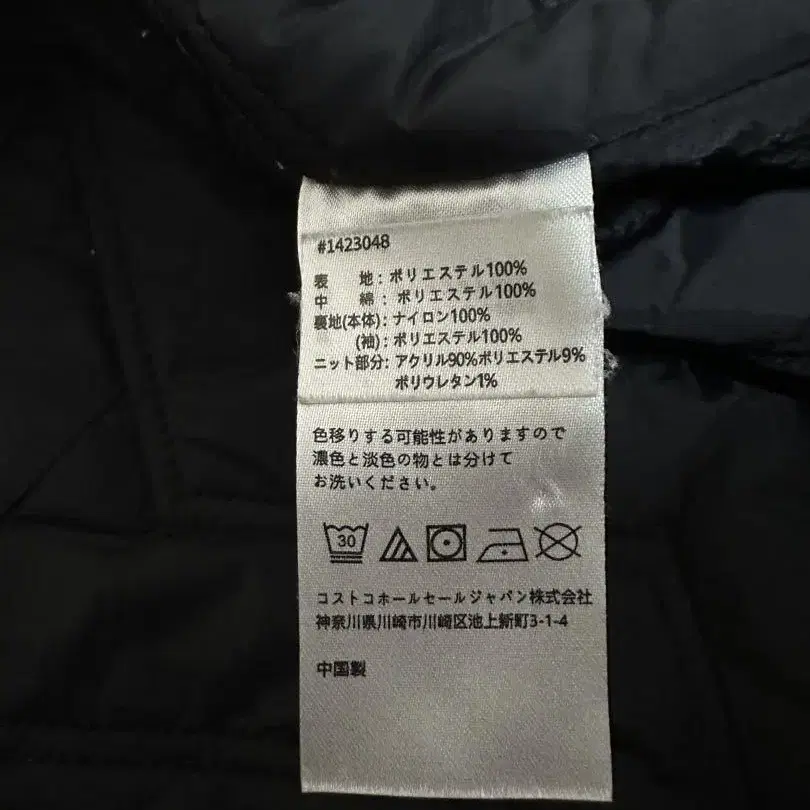 #1423048
表 地：ポリエステル100%
中 綿：ポリエステル100%
裏地(本体)：ナイロン100%
(袖)：ポリエステル100%
ニット部分：アクリル90%ポリエステル9%
ポリウレタン1%
色移りする可能性がありますので
濃色と淡色の物とは分けて
お洗いください。
30
コストコホールセールジャパン株式会社
神奈川県川崎市川崎区池上新町3-1-4
中国製